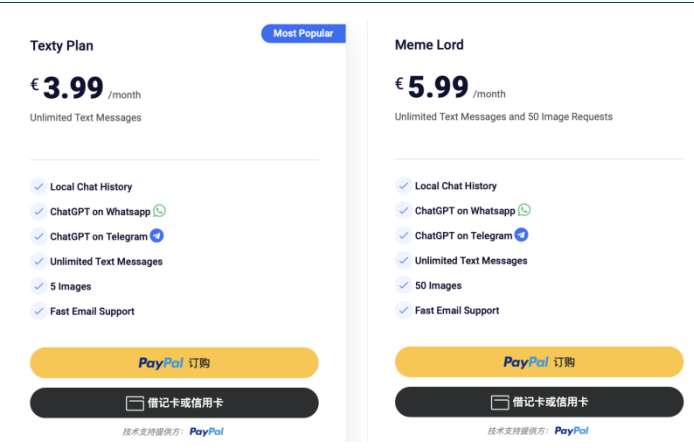 Most Popular
Texty Plan
€ 3.99 /month
Unlimited Text Messages
Local Chat History
ChatGPT on Whatsapp
ChatGPT on Telegram
Unlimited Text Messages
5 Images
Fast Email Support
PayPal 订购
借记卡或信用卡
技术支持提供方： PayPal
Meme Lord
€ 5.99 /month
Unlimited Text Messages and 50 Image Requests
Local Chat History
ChatGPT on Whatsapp
ChatGPT on Telegram
Unlimited Text Messages
50 Images
Fast Email Support
PayPal 订购
借记卡或信用卡
技术支持提供方： PayPal